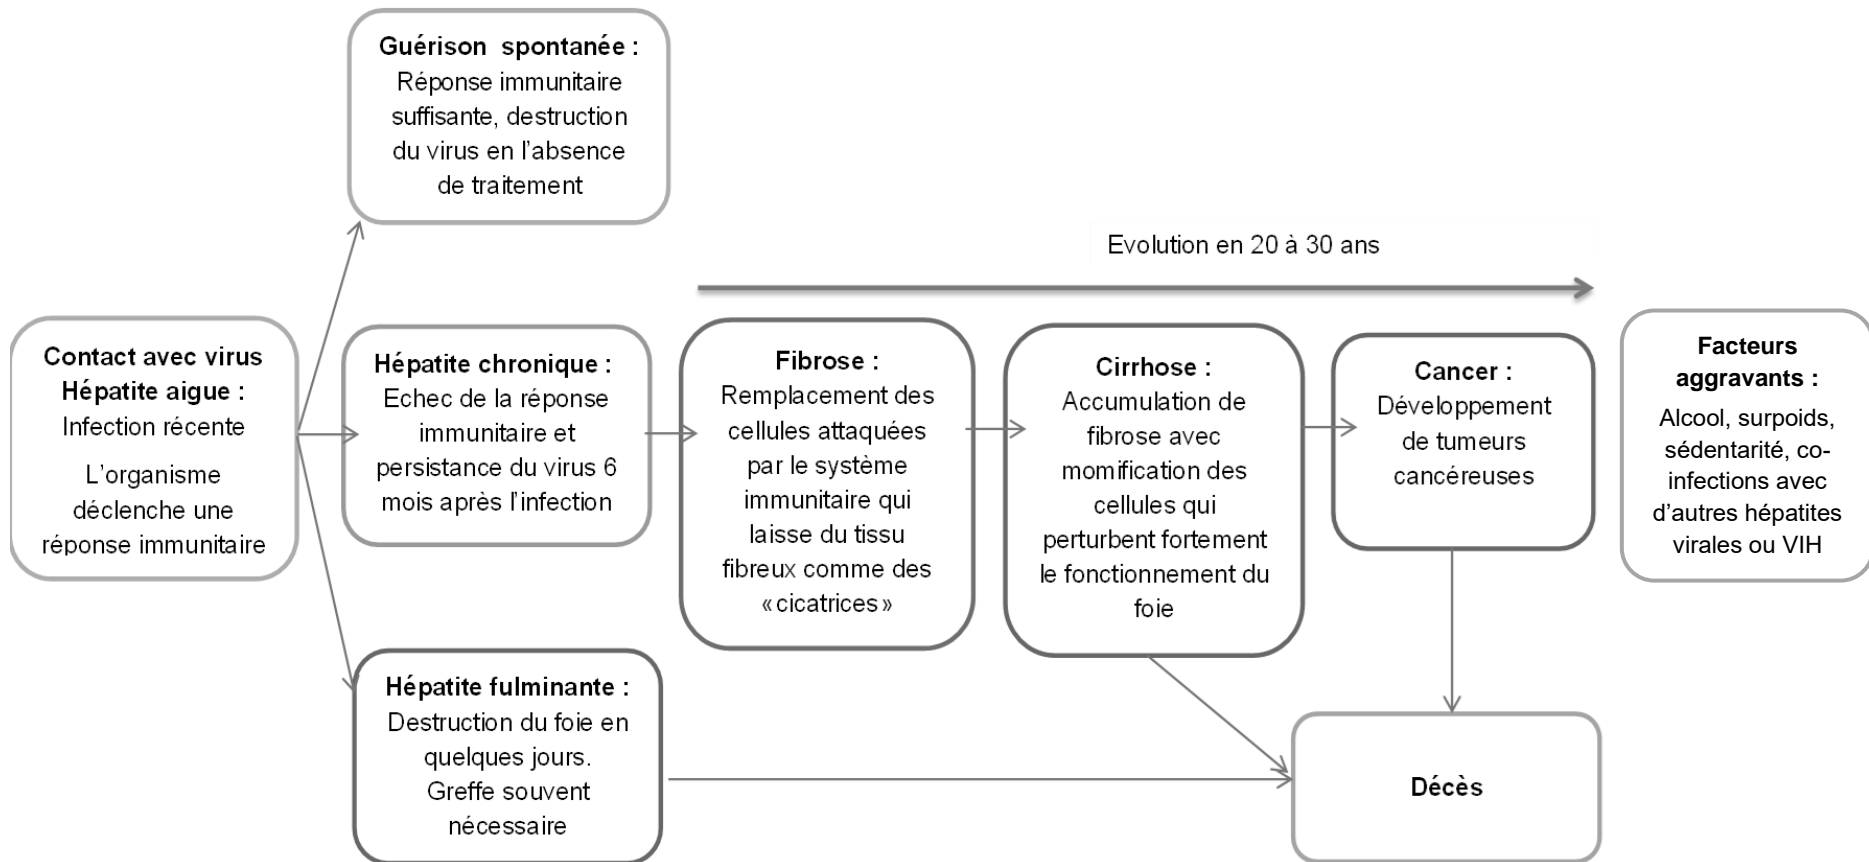 Guérison spontanée :
Réponse immunitaire
suffisante, destruction
du virus en l'absence
de traitement
Evolution en 20 à 30 ans
Contact avec virus
Hépatite aigue :
Infection récente
L'organisme
déclenche une
réponse immunitaire
Hépatite chronique :
Echec de la réponse
immunitaire et
persistance du virus 6
mois après l'infection
Fibrose :
Remplacement des
cellules attaquées
par le système
immunitaire qui
laisse du tissu
fibreux comme des
« cicatrices »
Cirrhose :
Accumulation de
fibrose avec
momification des
cellules qui
perturbent fortement
le fonctionnement du
foie
Cancer :
Développement
de tumeurs
cancéreuses
Facteurs
aggravants :
Alcool, surpoids,
sédentarité, co-
infections avec
d'autres hépatites
virales ou VIH
Hépatite fulminante :
Destruction du foie en
quelques jours.
Greffe souvent
nécessaire
Décès